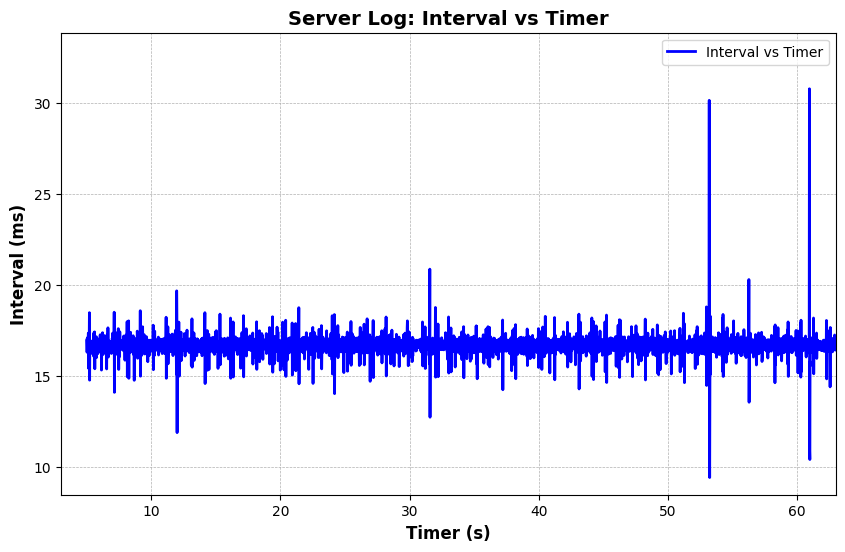 Server Log: Interval vs Timer
Interval vs Timer
30
25
20
15
10
Interval (ms)
10 20 30 40 50 60
Timer (s)